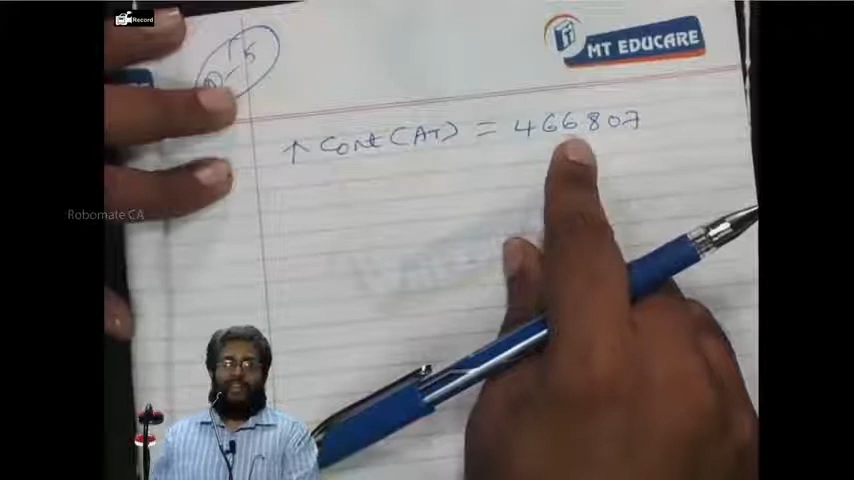 Record
MT EDUCARE
↑ Cont (AT) = 466807
Robomate CA